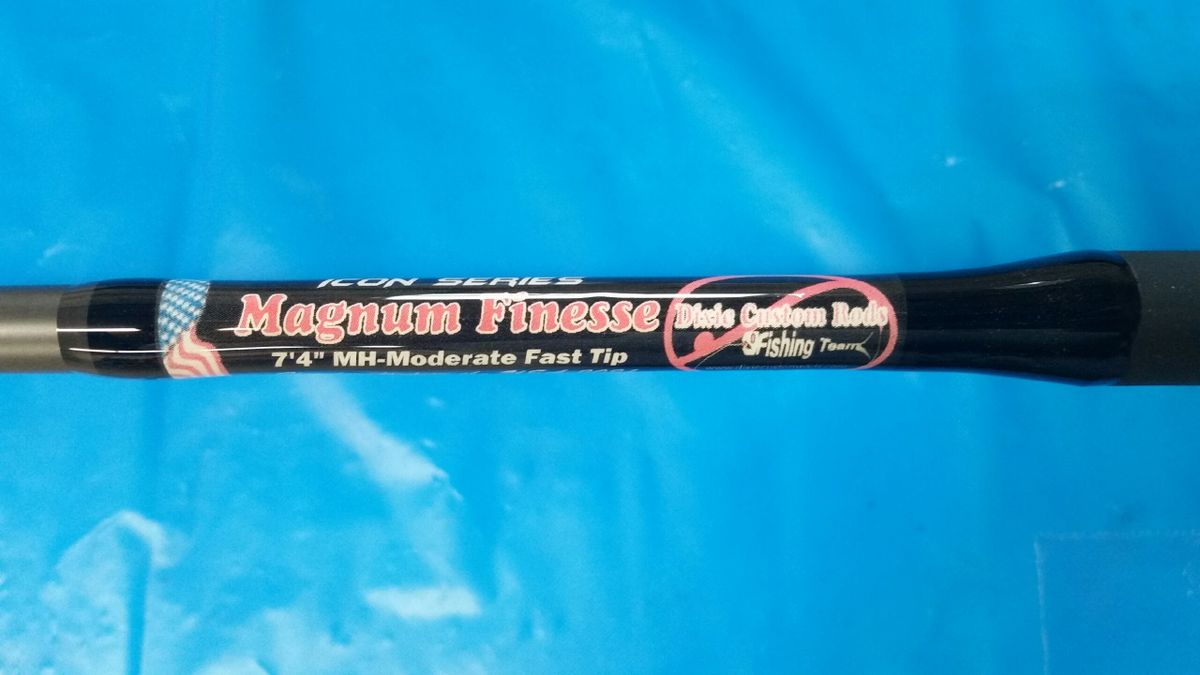 ICON SERIES
Magnum Finesse
7'4" MH-Moderate Fast Tip
Dixie Custom Rods
Fishing Team